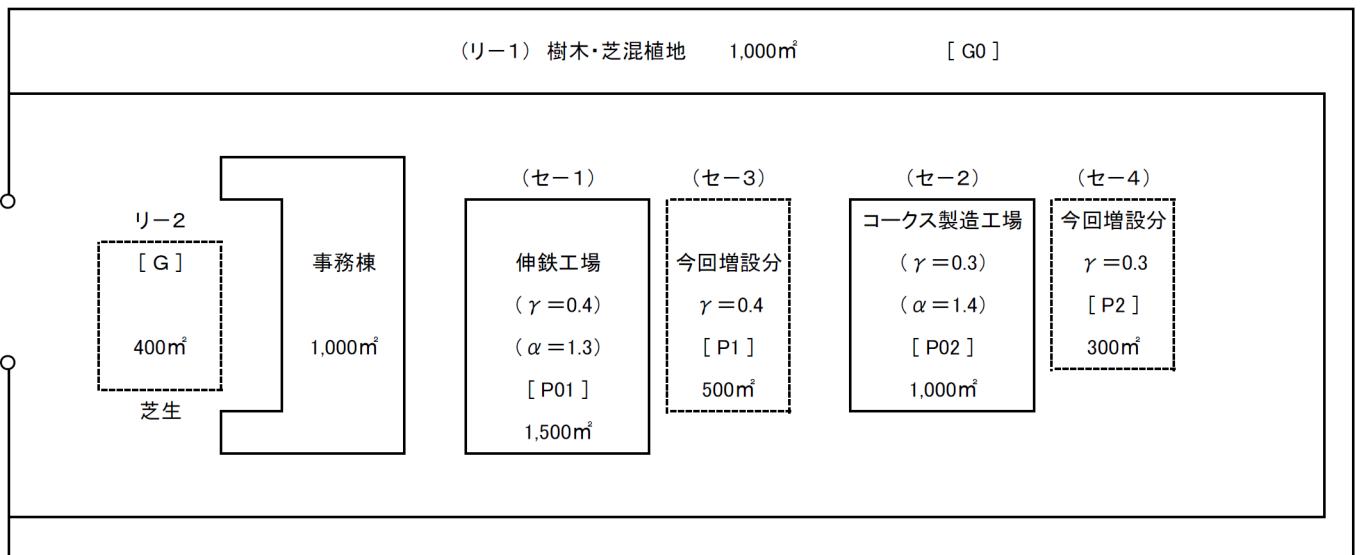 （リー１） 樹木・芝混植地 1,000㎡ [ G0 ]
リー２
[ G ]
400㎡
芝生
事務棟
1,000㎡
（セー１）
伸鉄工場
（γ＝0.4）
（α＝1.3）
[ P01 ]
1,500㎡
（セー３）
今回増設分
γ＝0.4
[ P1 ]
500㎡
（セー２）
コークス製造工場
（γ＝0.3）
（α＝1.4）
[ P02 ]
1,000㎡
（セー４）
今回増設分
γ＝0.3
[ P2 ]
300㎡